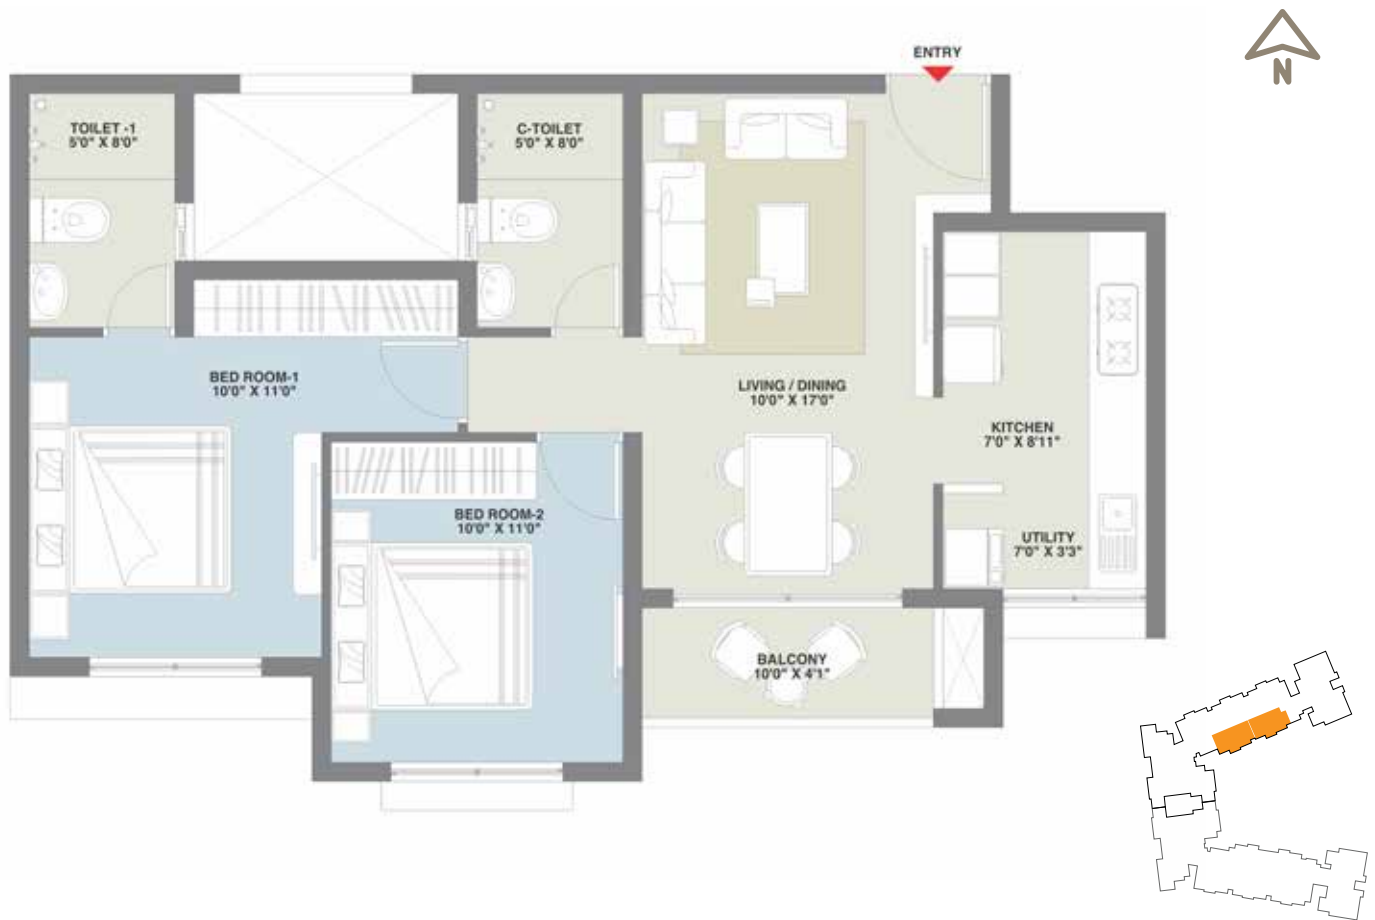 ENTRY
N
TOILET -1
5'0" X 8'0"
C-TOILET
5'0" X 8'0"
BED ROOM-1
10'0" X 11'0"
LIVING / DINING
10'0" X 17'0"
KITCHEN
7'0" X 8'11"
BED ROOM-2
10'0" X 11'0"
UTILITY
7'0" X 3'3"
BALCONY
10'0" X 4'1"